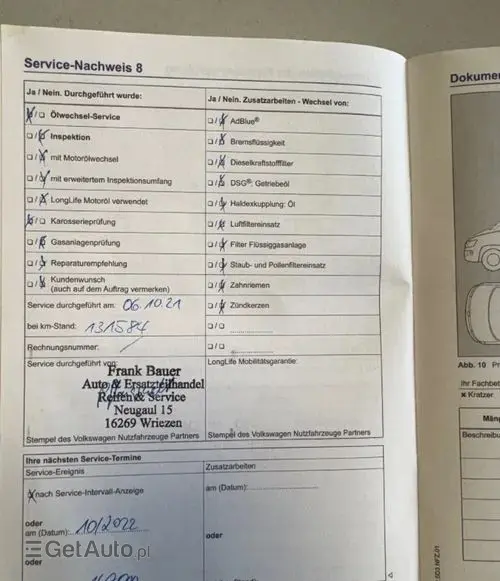 Service-Nachweis 8
Ja / Nein. Durchgeführt wurde:
Ölwechsel-Service
Inspektion
mit Motorölwechsel
mit erweitertem Inspektionsumfang
LongLife Motoröl verwendet
Karosserieprüfung
Gasanlagenprüfung
Reparaturempfehlung
Kundenwunsch
(auch auf dem Auftrag vermerken)
Service durchgeführt am: 06.10.21
bei km-Stand: 131584
Rechnungsnummer:
Service durchgeführt von:
Frank Bauer
Auto & Ersatzteilhandel
Reifen & Service
Neugaul 15
16269 Wriezen
Stempel des Volkswagen Nutzfahrzeuge Partners
Ja / Nein. Zusatzarbeiten - Wechsel von:
AdBlue®
Bremsflüssigkeit
Dieselkraftstofffilter
DSG®: Getriebeöl
Haldexkupplung: Öl
Luftfiltereinsatz
Filter Flüssiggasanlage
Staub- und Pollenfiltereinsatz
Zahnriemen
Zündkerzen
LongLife Mobilitätsgarantie:
Stempel des Volkswagen Nutzfahrzeuge Partners
Ihre nächsten Service-Termine
Service-Ereignis
nach Service-Intervall-Anzeige
oder
am (Datum): 10/2022
oder
Zusatzarbeiten
am (Datum):
oder
Dokumen
Abb. 10 Pr
Ihr Fachbet
x Kratzer
Mäng
Beschreibu
GetAuto.pl